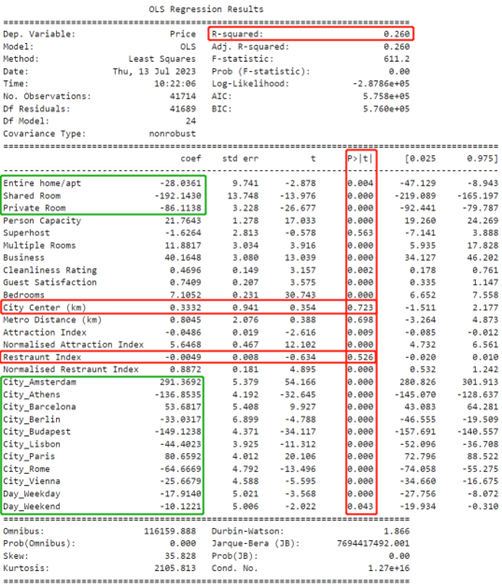 OLS Regression Results
Dep. Variable: Price R-squared: 0.260
Model: OLS Adj. R-squared: 0.260
Method: Least Squares F-statistic: 611.2
Date: Thu, 13 Jul 2023 Prob (F-statistic): 0.00
Time: 10:22:06 Log-Likelihood: -2.8786e+05
No. Observations: 41714 AIC: 5.758e+05
Df Residuals: 41689 BIC: 5.760e+05
Df Model: 24
Covariance Type: nonrobust
coef std err t P>|t| [0.025 0.975]
Entire home/apt -28.0361 9.741 -2.878 0.004 -47.129 -8.943
Shared Room -192.1430 13.748 -13.976 0.000 -219.089 -165.197
Private Room -86.1138 3.228 -26.677 0.000 -92.441 -79.787
Person Capacity 21.7643 1.278 17.033 0.000 19.260 24.269
Superhost -1.6264 2.813 -0.578 0.563 -7.141 3.888
Multiple Rooms 11.8817 3.034 3.916 0.000 5.935 17.828
Business 40.1648 3.080 13.039 0.000 34.127 46.202
Cleanliness Rating 0.4696 0.149 3.157 0.002 0.178 0.761
Guest Satisfaction 0.7409 0.207 3.575 0.000 0.335 1.147
Bedrooms 7.1052 0.231 30.743 0.000 6.652 7.558
City Center (km) 0.3332 0.941 0.354 0.723 -1.511 2.177
Metro Distance (km) 0.8045 2.076 0.388 0.698 -3.264 4.873
Attraction Index -0.0486 0.019 -2.616 0.009 -0.085 -0.012
Normalised Attraction Index 5.6468 0.467 12.102 0.000 4.732 6.561
Restraunt Index -0.0049 0.008 -0.634 0.526 -0.020 0.010
Normalised Restraunt Index 0.8872 0.181 4.895 0.000 0.532 1.242
City_Amsterdam 291.3692 5.379 54.166 0.000 280.826 301.913
City_Athens -136.8535 4.192 -32.645 0.000 -145.070 -128.637
City_Barcelona 53.6817 5.408 9.927 0.000 43.083 64.281
City_Berlin -33.0317 6.899 -4.788 0.000 -46.555 -19.509
City_Budapest -149.1238 4.371 -34.117 0.000 -157.691 -140.557
City_Lisbon -44.4023 3.925 -11.312 0.000 -52.096 -36.708
City_Paris 80.6592 4.012 20.106 0.000 72.796 88.522
City_Rome -64.6669 4.792 -13.496 0.000 -74.058 -55.275
City_Vienna -25.6679 4.588 -5.595 0.000 -34.660 -16.675
Day_Weekday -17.9140 5.021 -3.568 0.000 -27.756 -8.072
Day_Weekend -10.1221 5.006 -2.022 0.043 -19.934 -0.310
Omnibus: 116159.888 Durbin-Watson: 1.866
Prob(Omnibus): 0.000 Jarque-Bera (JB): 7694417492.001
Skew: 35.828 Prob(JB): 0.00
Kurtosis: 2105.813 Cond. No. 1.27e+16